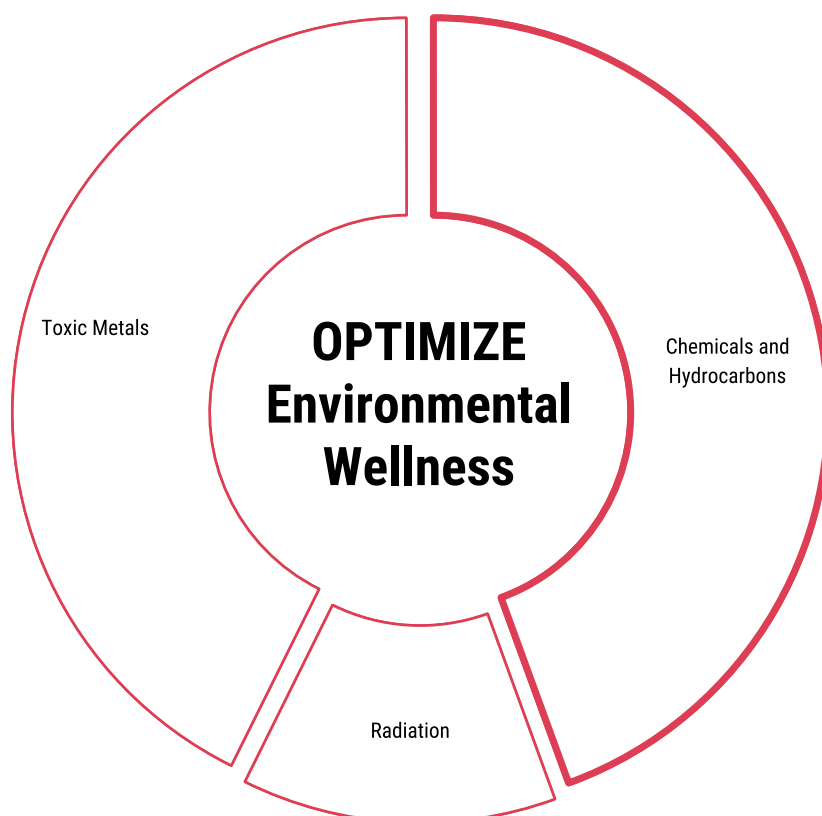 OPTIMIZE
Environmental
Wellness
Toxic Metals
Chemicals and
Hydrocarbons
Radiation